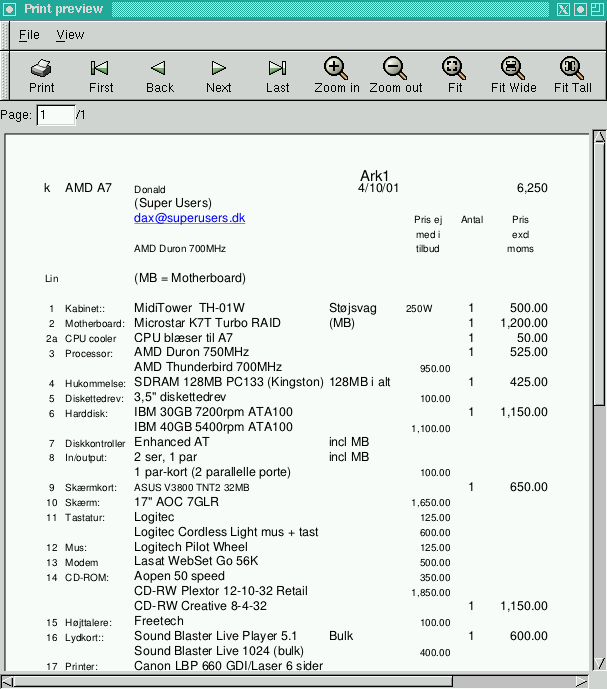 Print preview
File View
Print First Back Next Last Zoom in Zoom out Fit Fit Wide Fit Tall
Page: 1 /1
Ark1
k AMD A7 Donald 4/10/01 6,250
(Super Users)
dax@superusers.dk Pris ej Antal Pris
med i excl
AMD Duron 700MHz tilbud moms
Lin (MB = Motherboard)
1 Kabinet:: MidiTower TH-01W Støjsvag 250W 1 500.00
2 Motherboard: Microstar K7T Turbo RAID (MB) 1 1,200.00
2a CPU cooler CPU blæser til A7 1 50.00
3 Processor: AMD Duron 750MHz 1 525.00
AMD Thunderbird 700MHz 950.00
4 Hukommelse: SDRAM 128MB PC133 (Kingston) 128MB i alt 1 425.00
5 Diskettedrev: 3,5" diskettedrev 100.00
6 Harddisk: IBM 30GB 7200rpm ATA100 1 1,150.00
IBM 40GB 5400rpm ATA100 1,100.00
7 Diskkontroller Enhanced AT incl MB
8 In/output: 2 ser, 1 par incl MB
1 par-kort (2 parallelle porte) 100.00
9 Skærmkort: ASUS V3800 TNT2 32MB 1 650.00
10 Skærm: 17" AOC 7GLR 1,650.00
11 Tastatur: Logitec 125.00
Logitec Cordless Light mus + tast 600.00
12 Mus: Logitech Pilot Wheel 125.00
13 Modem Lasat WebSet Go 56K 500.00
14 CD-ROM: Aopen 50 speed 350.00
CD-RW Plextor 12-10-32 Retail 1,850.00
CD-RW Creative 8-4-32 1 1,150.00
15 Højttalere: Freetech 100.00
16 Lydkort:: Sound Blaster Live Player 5.1 Bulk 1 600.00
Sound Blaster Live 1024 (bulk) 400.00
17 Printer: Canon LBP 660 GDI/Laser 6 sider